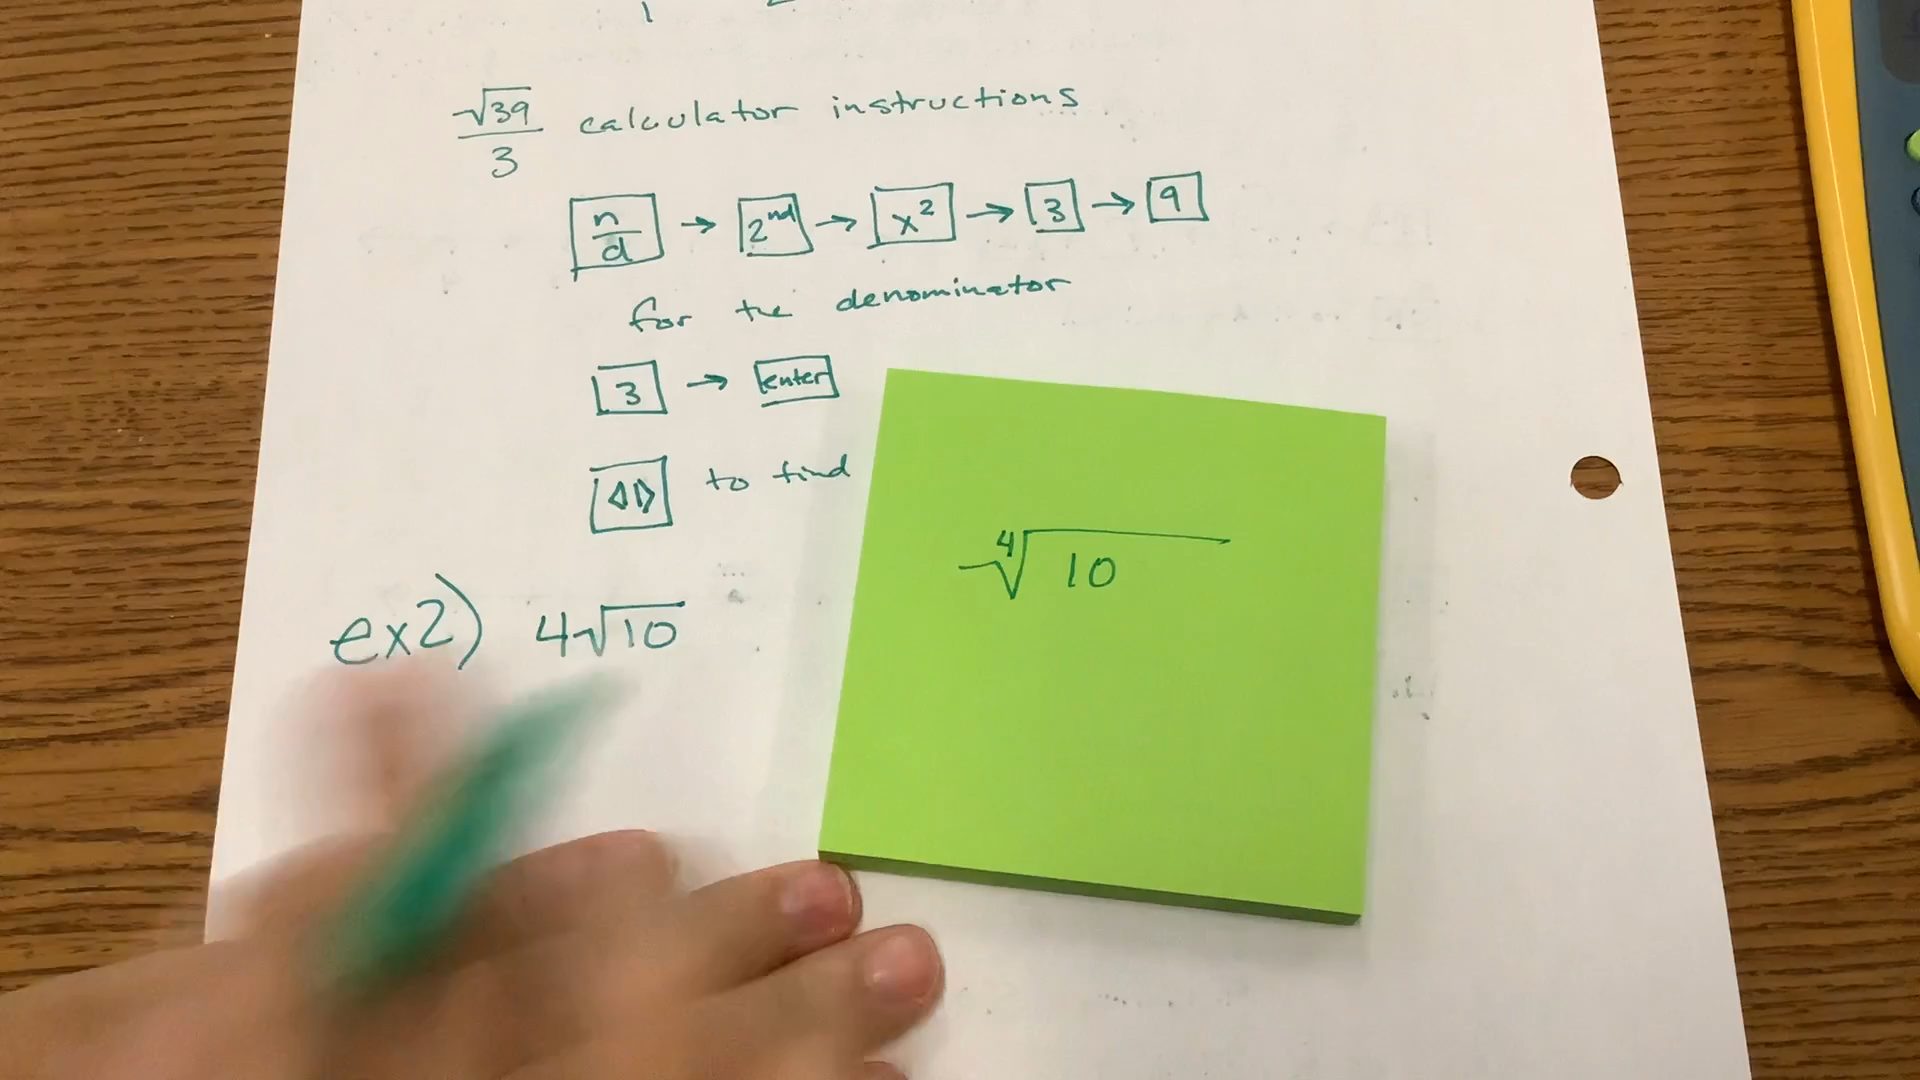 √39/3 calculator instructions
n/d → 2ⁿᵈ → x² → 3 → 9
for the denominator
3 → enter
◁▷ to find
ex2) 4√10
⁴√10